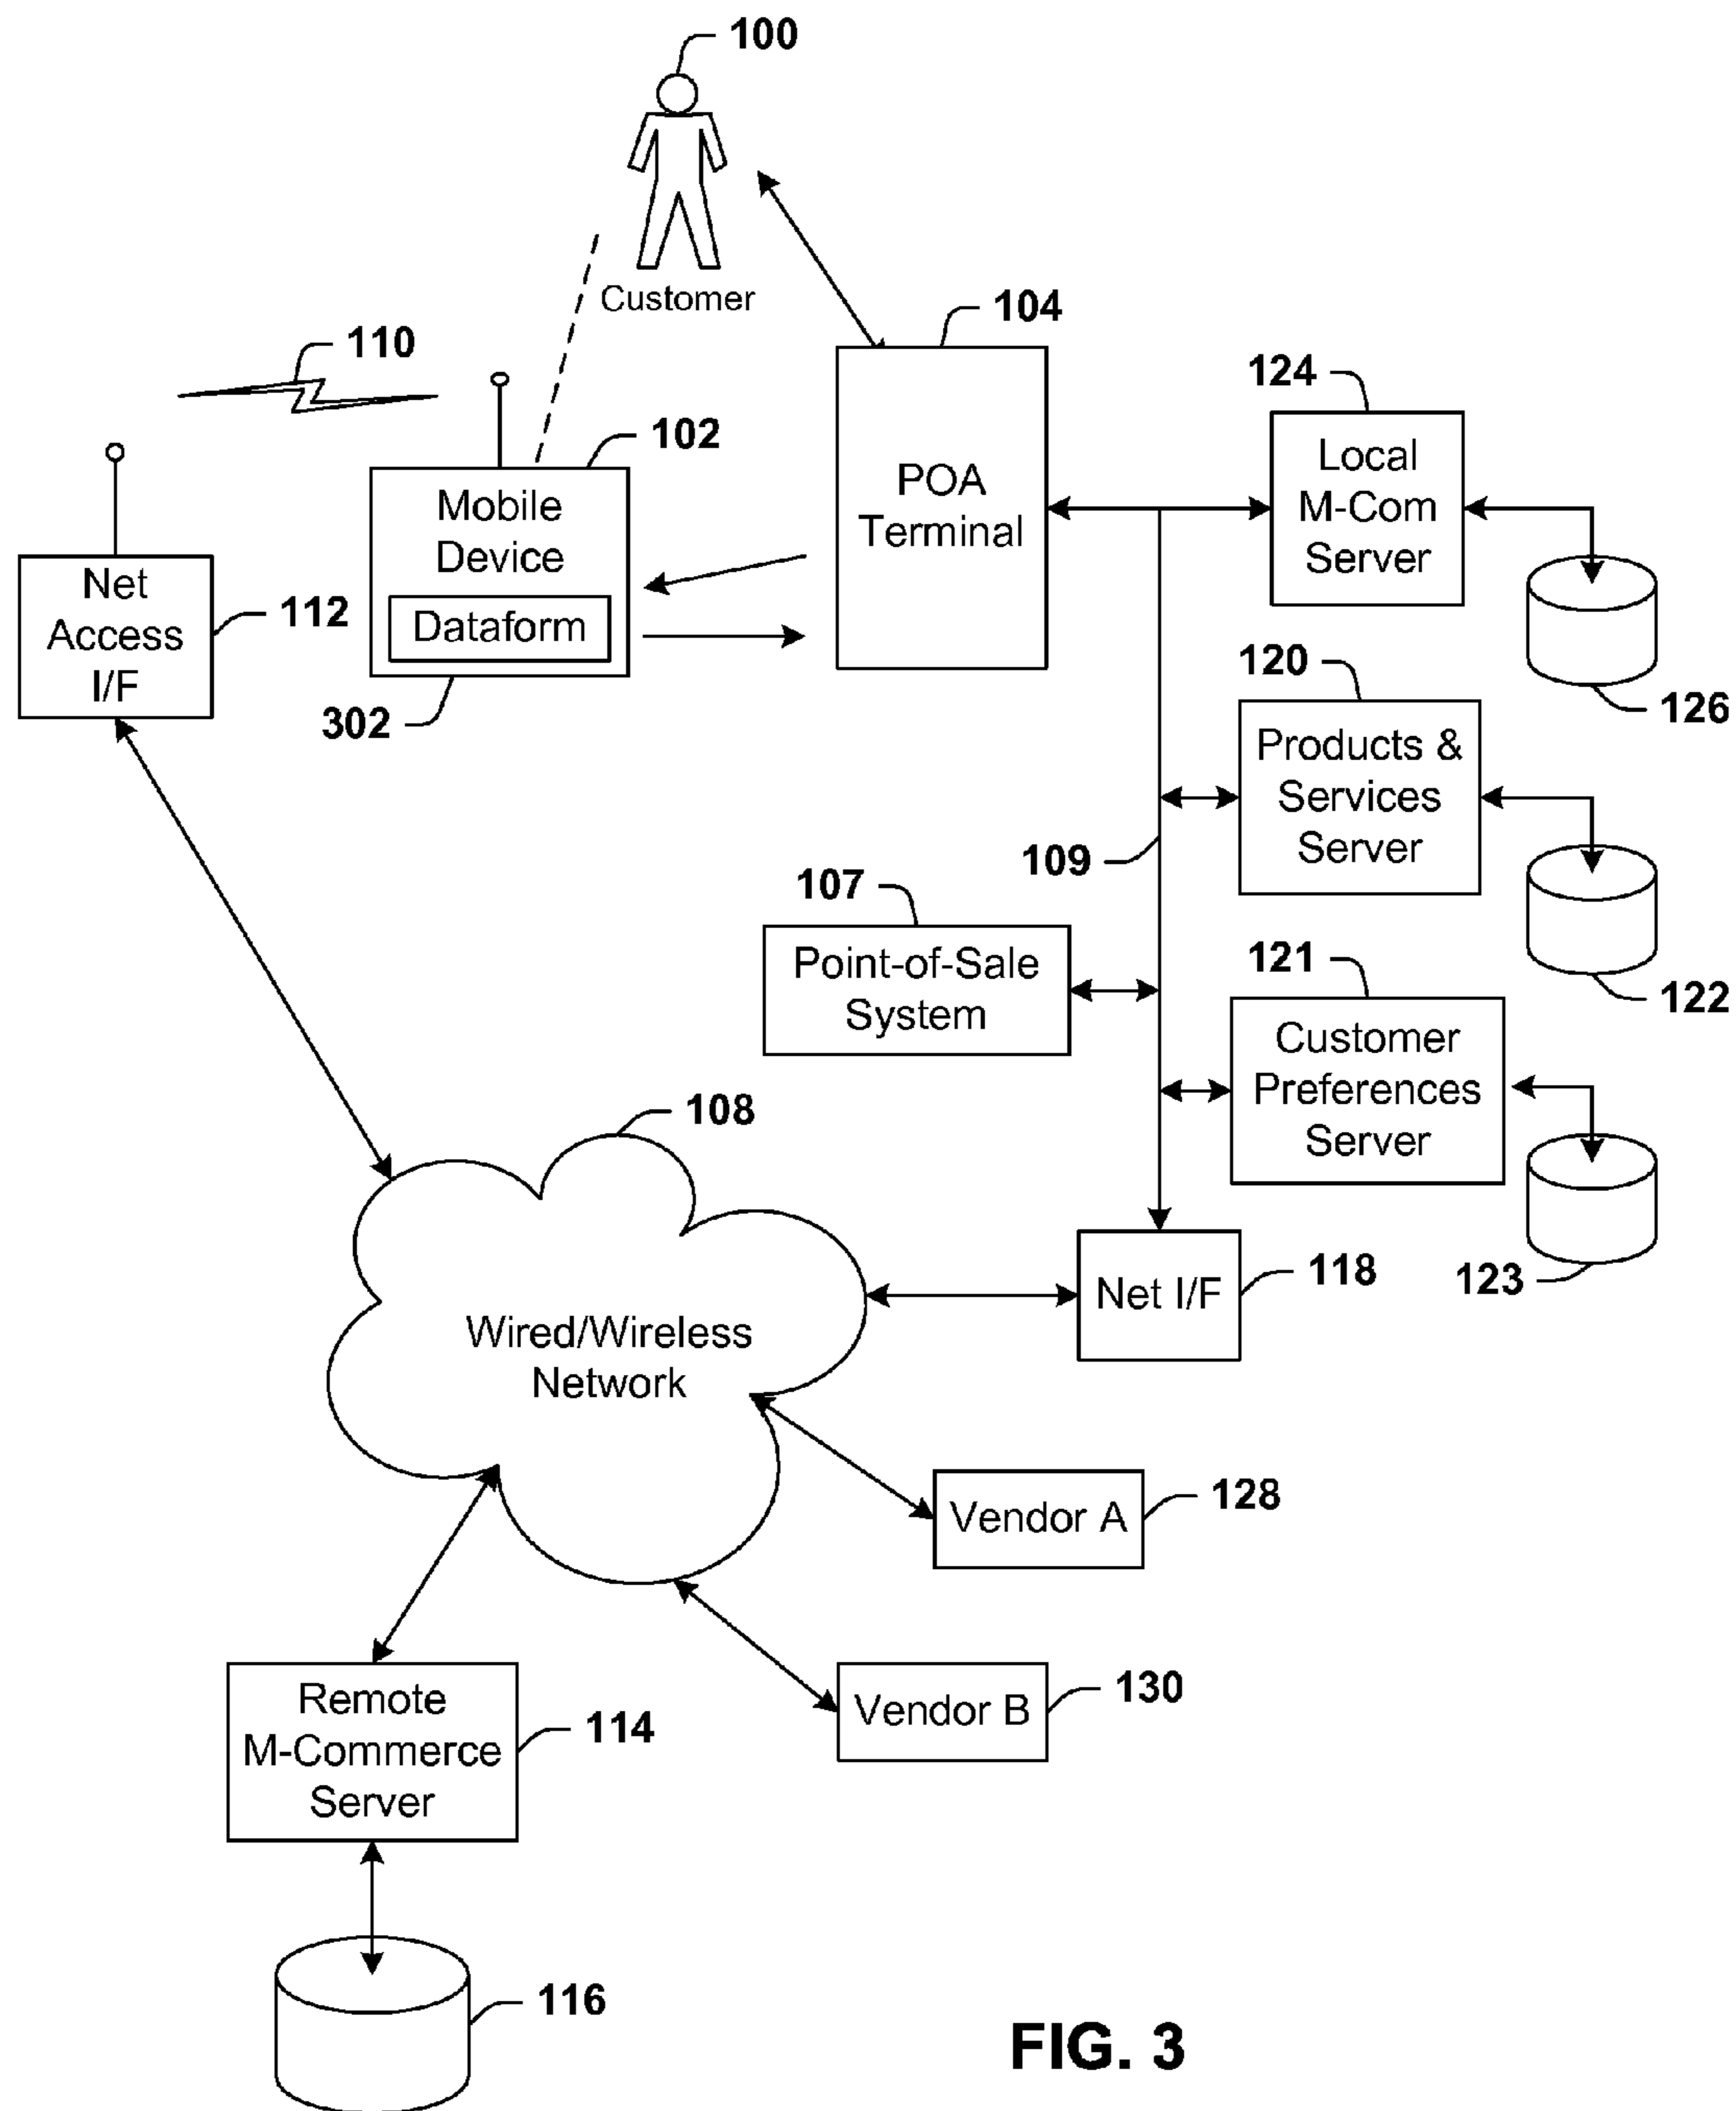 100
Customer
110
104
124
102
Mobile
Device
Dataform
302
POA
Terminal
Local
M-Com
Server
126
Net
Access
I/F
112
120
Products &
Services
Server
109
122
107
Point-of-Sale
System
121
Customer
Preferences
Server
123
108
Wired/Wireless
Network
Net I/F
118
Vendor A
128
Vendor B
130
Remote
M-Commerce
Server
114
116
FIG. 3